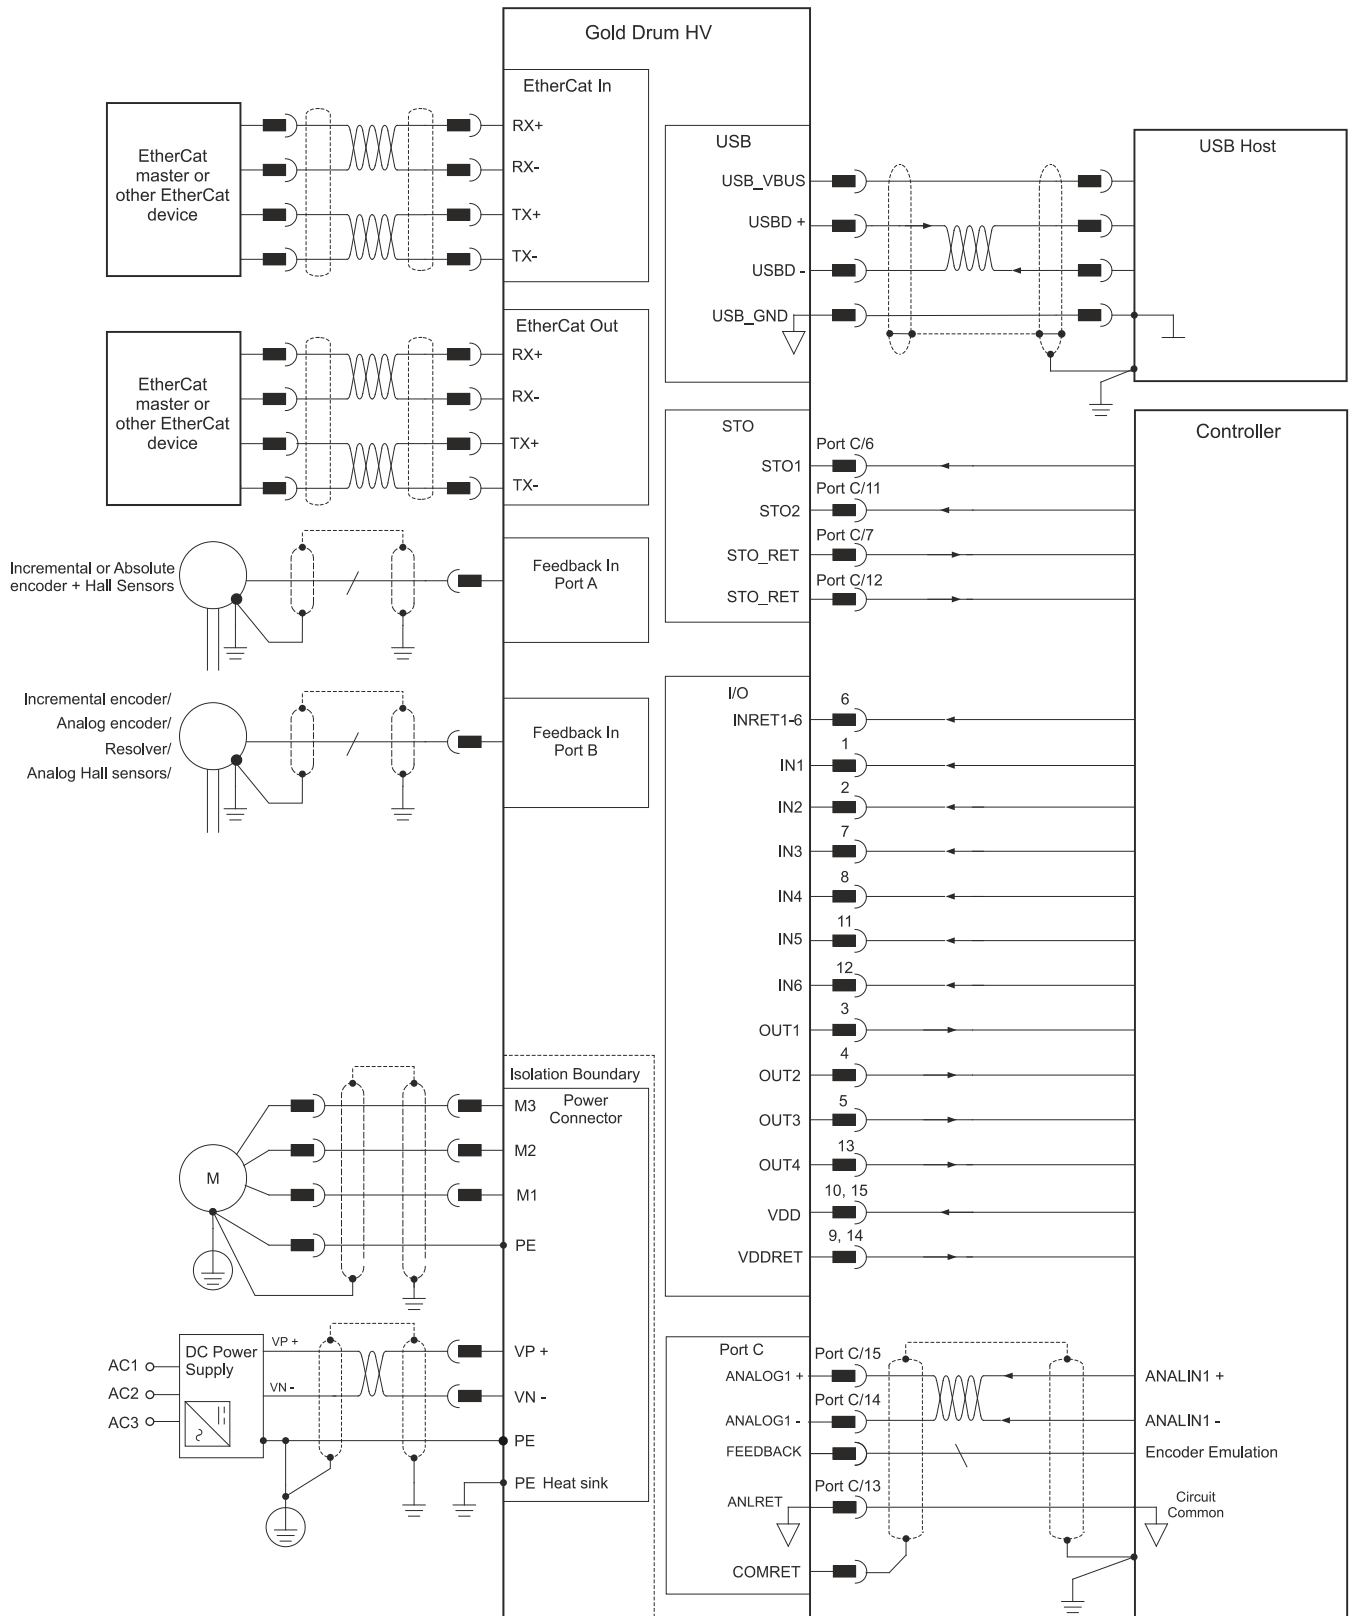 Gold Drum HV
EtherCat In
EtherCat
master or
other EtherCat
device
RX+
RX-
TX+
TX-
EtherCat Out
EtherCat
master or
other EtherCat
device
RX+
RX-
TX+
TX-
Incremental or Absolute
encoder + Hall Sensors
Feedback In
Port A
Incremental encoder/
Analog encoder/
Resolver/
Analog Hall sensors/
Feedback In
Port B
Isolation Boundary
Power
Connector
M
M3
M2
M1
PE
AC1
AC2
AC3
DC Power
Supply
VP +
VN -
VP +
VN -
PE
PE Heat sink
USB
USB_VBUS
USBD +
USBD -
USB_GND
USB Host
STO
STO1
Port C/6
STO2
Port C/11
STO_RET
Port C/7
STO_RET
Port C/12
Controller
I/O
INRET1-6
6
IN1
1
IN2
2
IN3
7
IN4
8
IN5
11
IN6
12
OUT1
3
OUT2
4
OUT3
5
OUT4
13
VDD
10, 15
VDDRET
9, 14
Port C
ANALOG1 +
Port C/15
ANALIN1 +
ANALOG1 -
Port C/14
ANALIN1 -
FEEDBACK
Encoder Emulation
ANLRET
Port C/13
Circuit
Common
COMRET